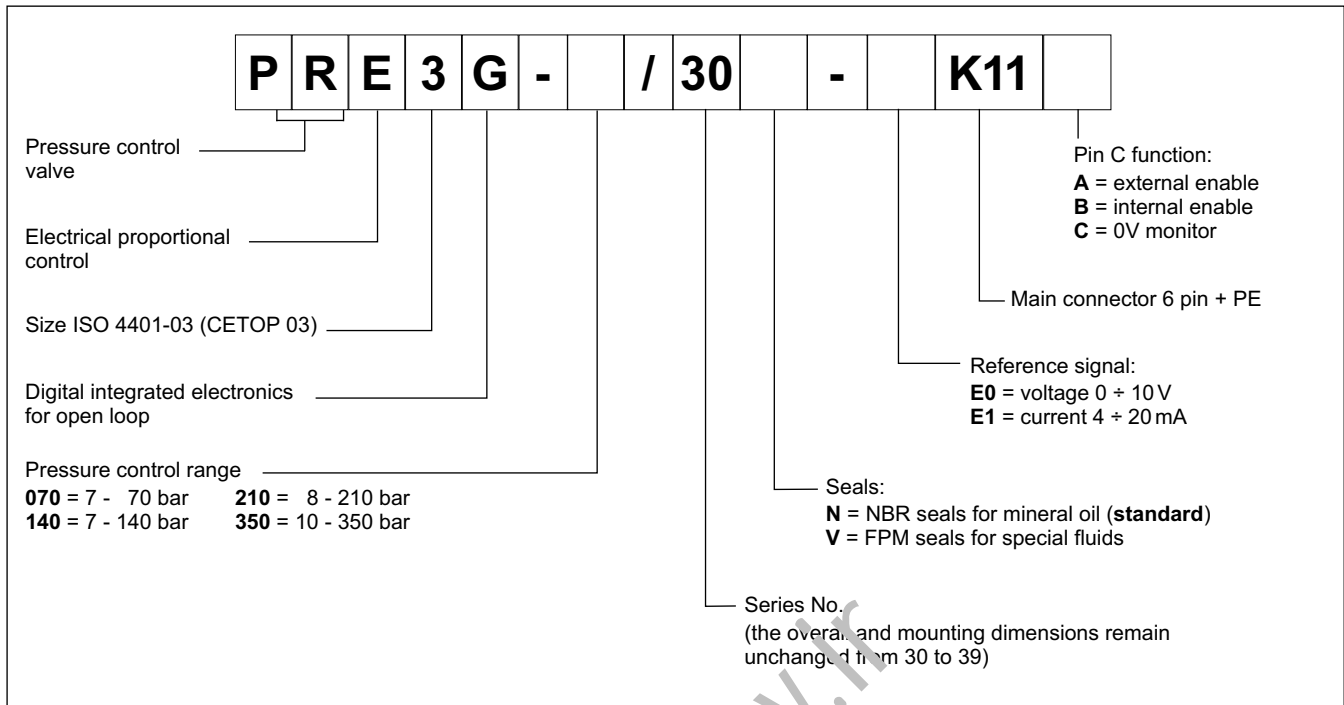 P R E 3 G - / 30 - K11
Pressure control
valve
Electrical proportional
control
Size ISO 4401-03 (CETOP 03)
Digital integrated electronics
for open loop
Pressure control range
070 = 7 - 70 bar 210 = 8 - 210 bar
140 = 7 - 140 bar 350 = 10 - 350 bar
Pin C function:
A = external enable
B = internal enable
C = 0V monitor
Main connector 6 pin + PE
Reference signal:
E0 = voltage 0 ÷ 10 V
E1 = current 4 ÷ 20 mA
Seals:
N = NBR seals for mineral oil (standard)
V = FPM seals for special fluids
Series No.
(the overall and mounting dimensions remain
unchanged from 30 to 39)